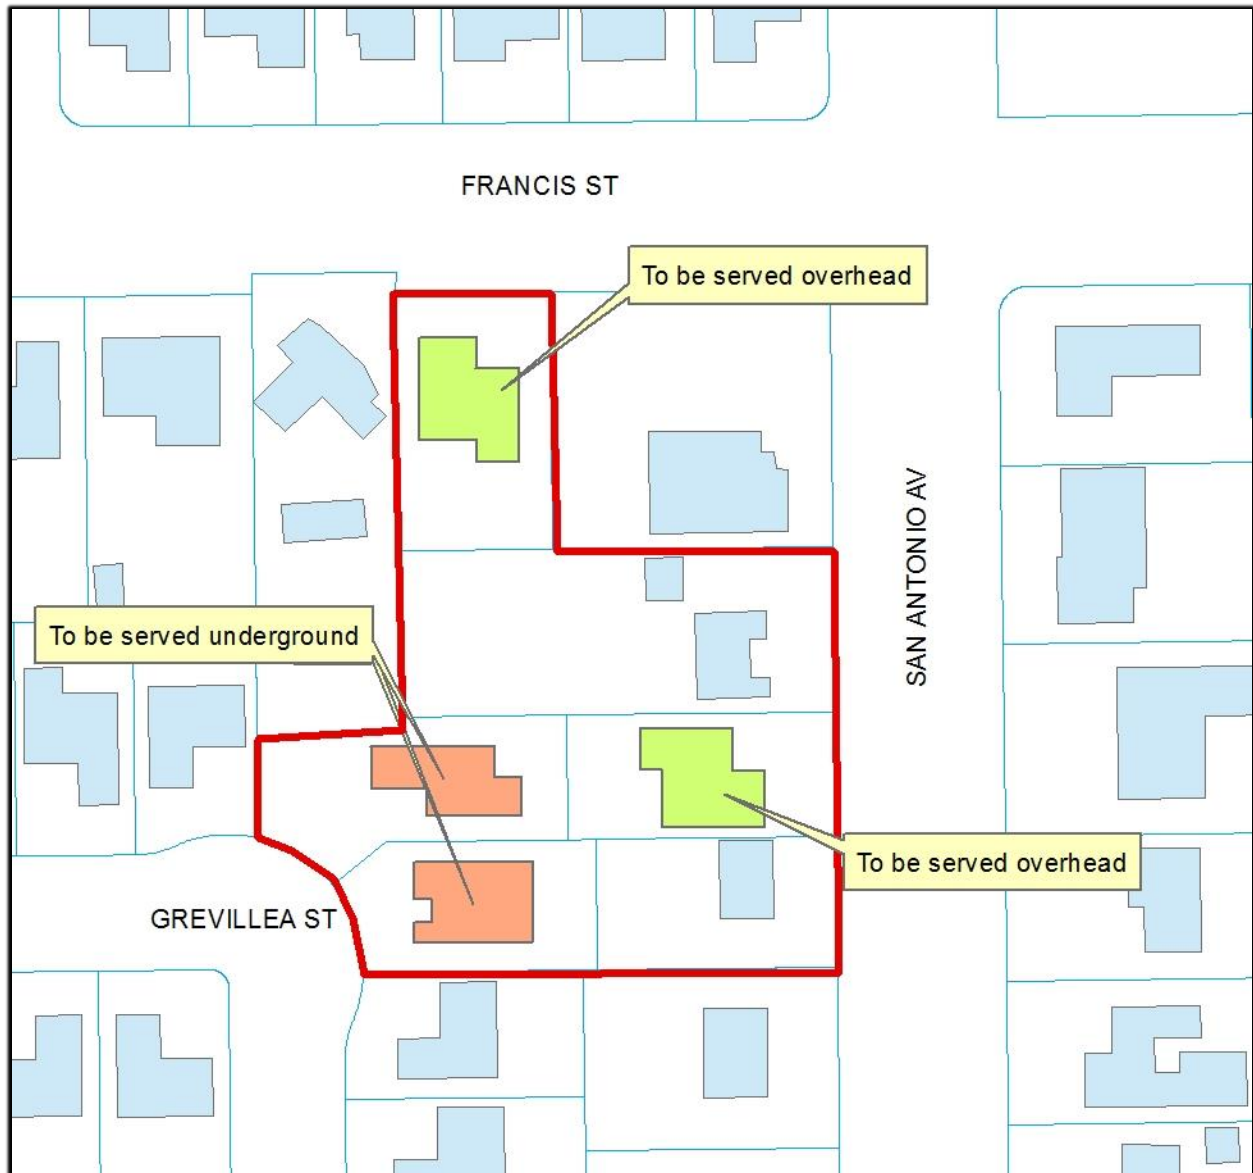 FRANCIS ST
To be served overhead
SAN ANTONIO AV
To be served underground
To be served overhead
GREVILLEA ST